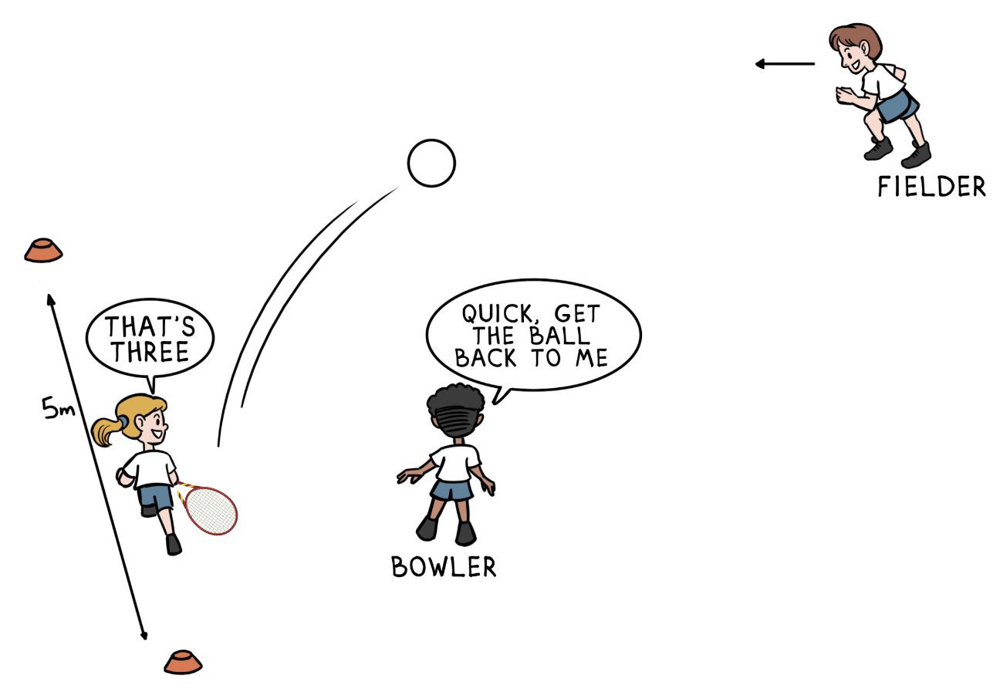 FIELDER
THAT'S
THREE
QUICK, GET
THE BALL
BACK TO ME
5m
BOWLER